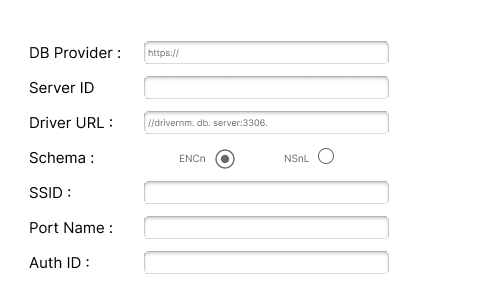 DB Provider : https://
Server ID
Driver URL : //drivernm. db. server:3306.
Schema : ENCn NSnL
SSID :
Port Name :
Auth ID :